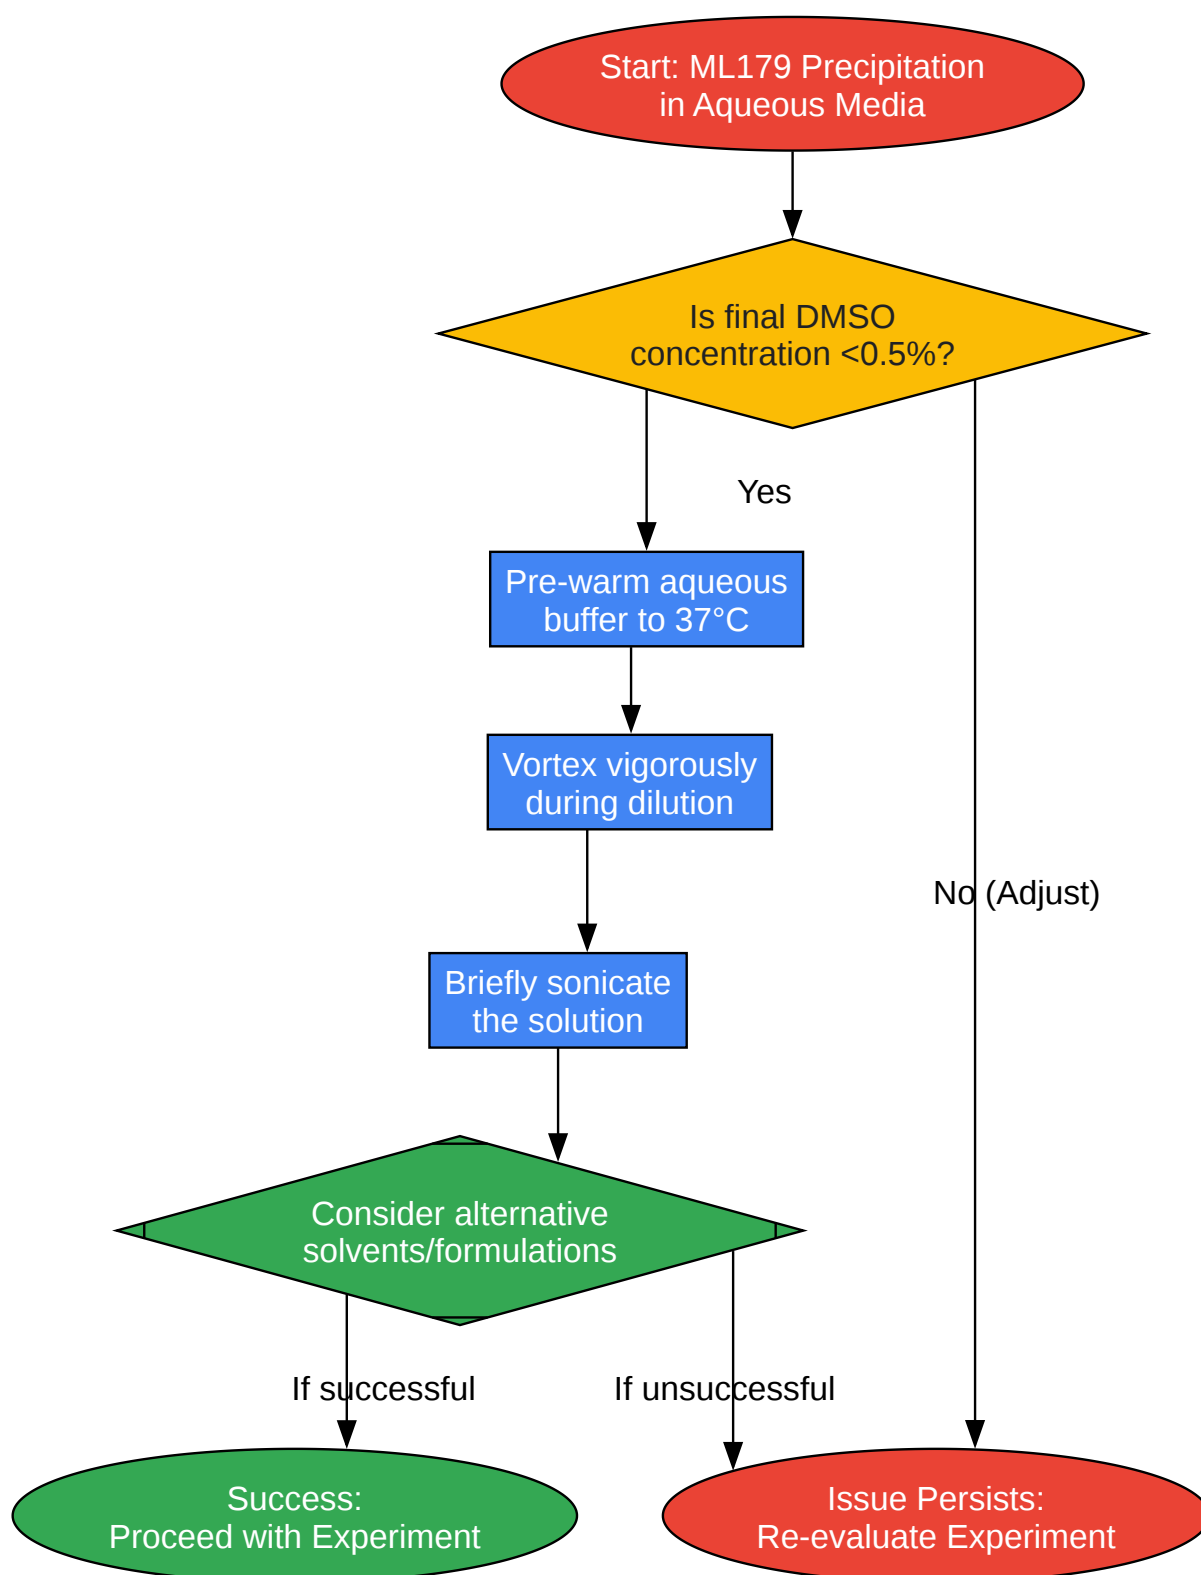 Start: ML179 Precipitation
in Aqueous Media
Is final DMSO
concentration <0.5%?
Yes
Pre-warm aqueous
buffer to 37°C
Vortex vigorously
during dilution
No (Adjust)
Briefly sonicate
the solution
Consider alternative
solvents/formulations
If successful
If unsuccessful
Success:
Proceed with Experiment
Issue Persists:
Re-evaluate Experiment